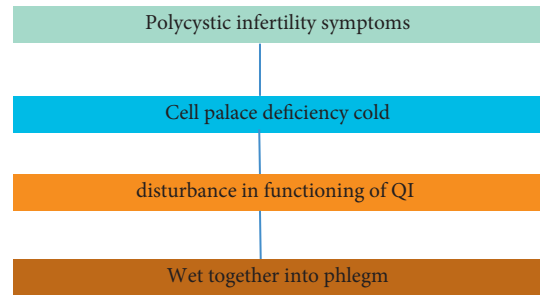 Polycystic infertility symptoms
Cell palace deficiency cold
disturbance in functioning of QI
Wet together into phlegm